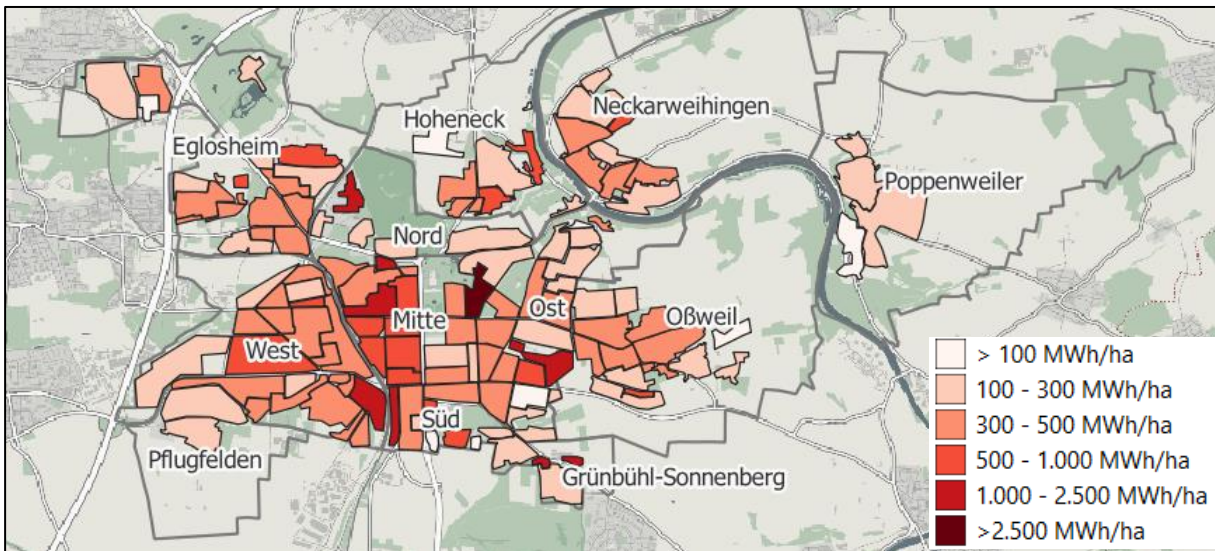 Neckarweihingen
Hoheneck
Eglosheim
Poppenweiler
Nord
Ost
Oßweil
Mitte
West
Süd
Pflugfelden
Grünbühl-Sonnenberg
> 100 MWh/ha
100 - 300 MWh/ha
300 - 500 MWh/ha
500 - 1.000 MWh/ha
1.000 - 2.500 MWh/ha
>2.500 MWh/ha